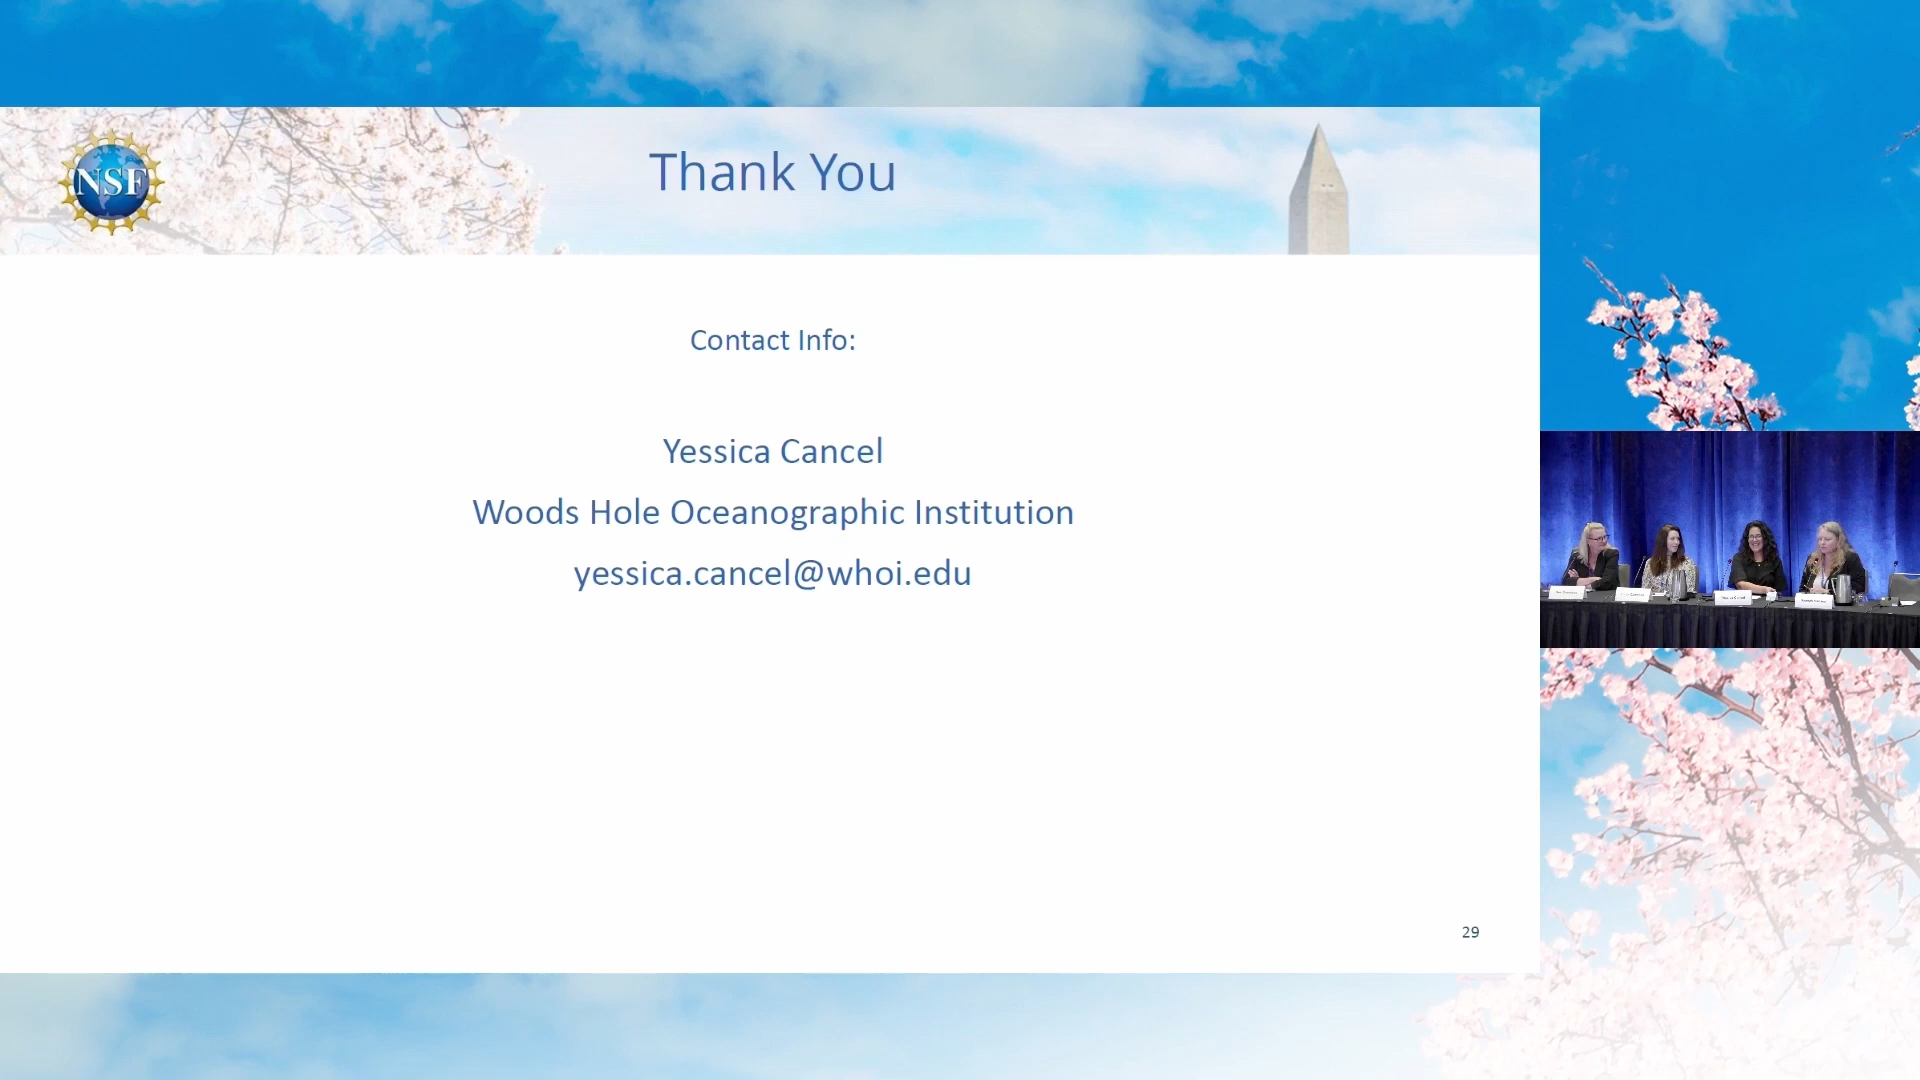 NSF
Thank You
Contact Info:
Yessica Cancel
Woods Hole Oceanographic Institution
yessica.cancel@whoi.edu
29